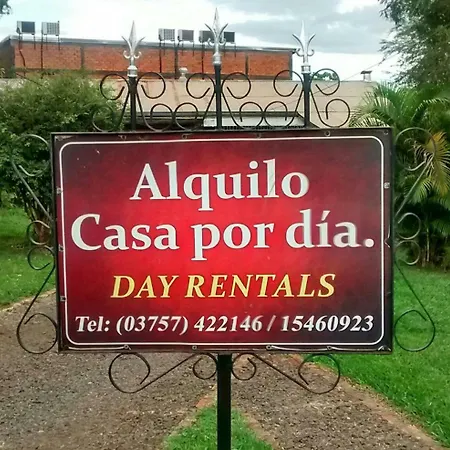 Alquilo
Casa por día.
DAY RENTALS
Tel: (03757) 422146 / 15460923